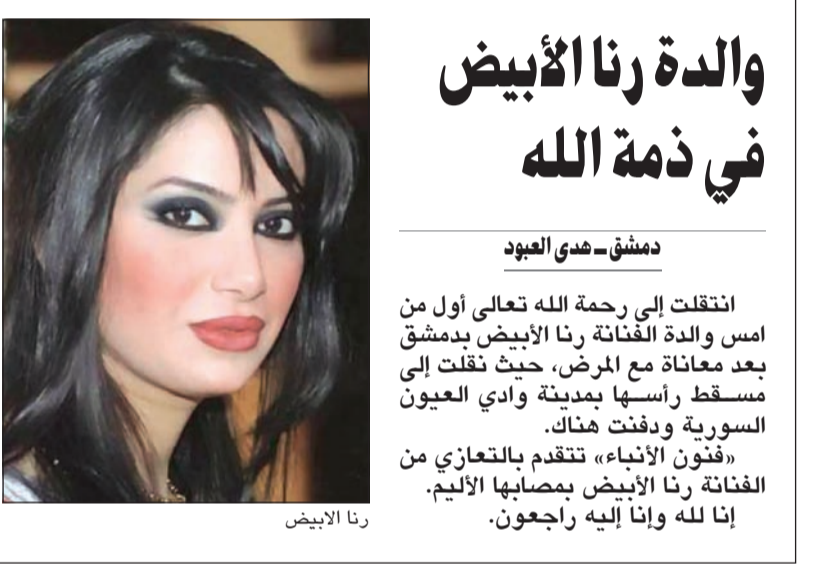 والدة رنا الأبيض
في ذمة الله
دمشق ـ هدى العبود
انتقلت إلى رحمة الله تعالى أول من
امس والدة الفنانة رنا الأبيض بدمشق
بعد معاناة مع المرض، حيث نقلت إلى
مسقط رأسها بمدينة وادي العيون
السورية ودفنت هناك.
«فنون الأنباء» تتقدم بالتعازي من
الفنانة رنا الأبيض بمصابها الأليم.
إنا لله وإنا إليه راجعون.
رنا الابيض